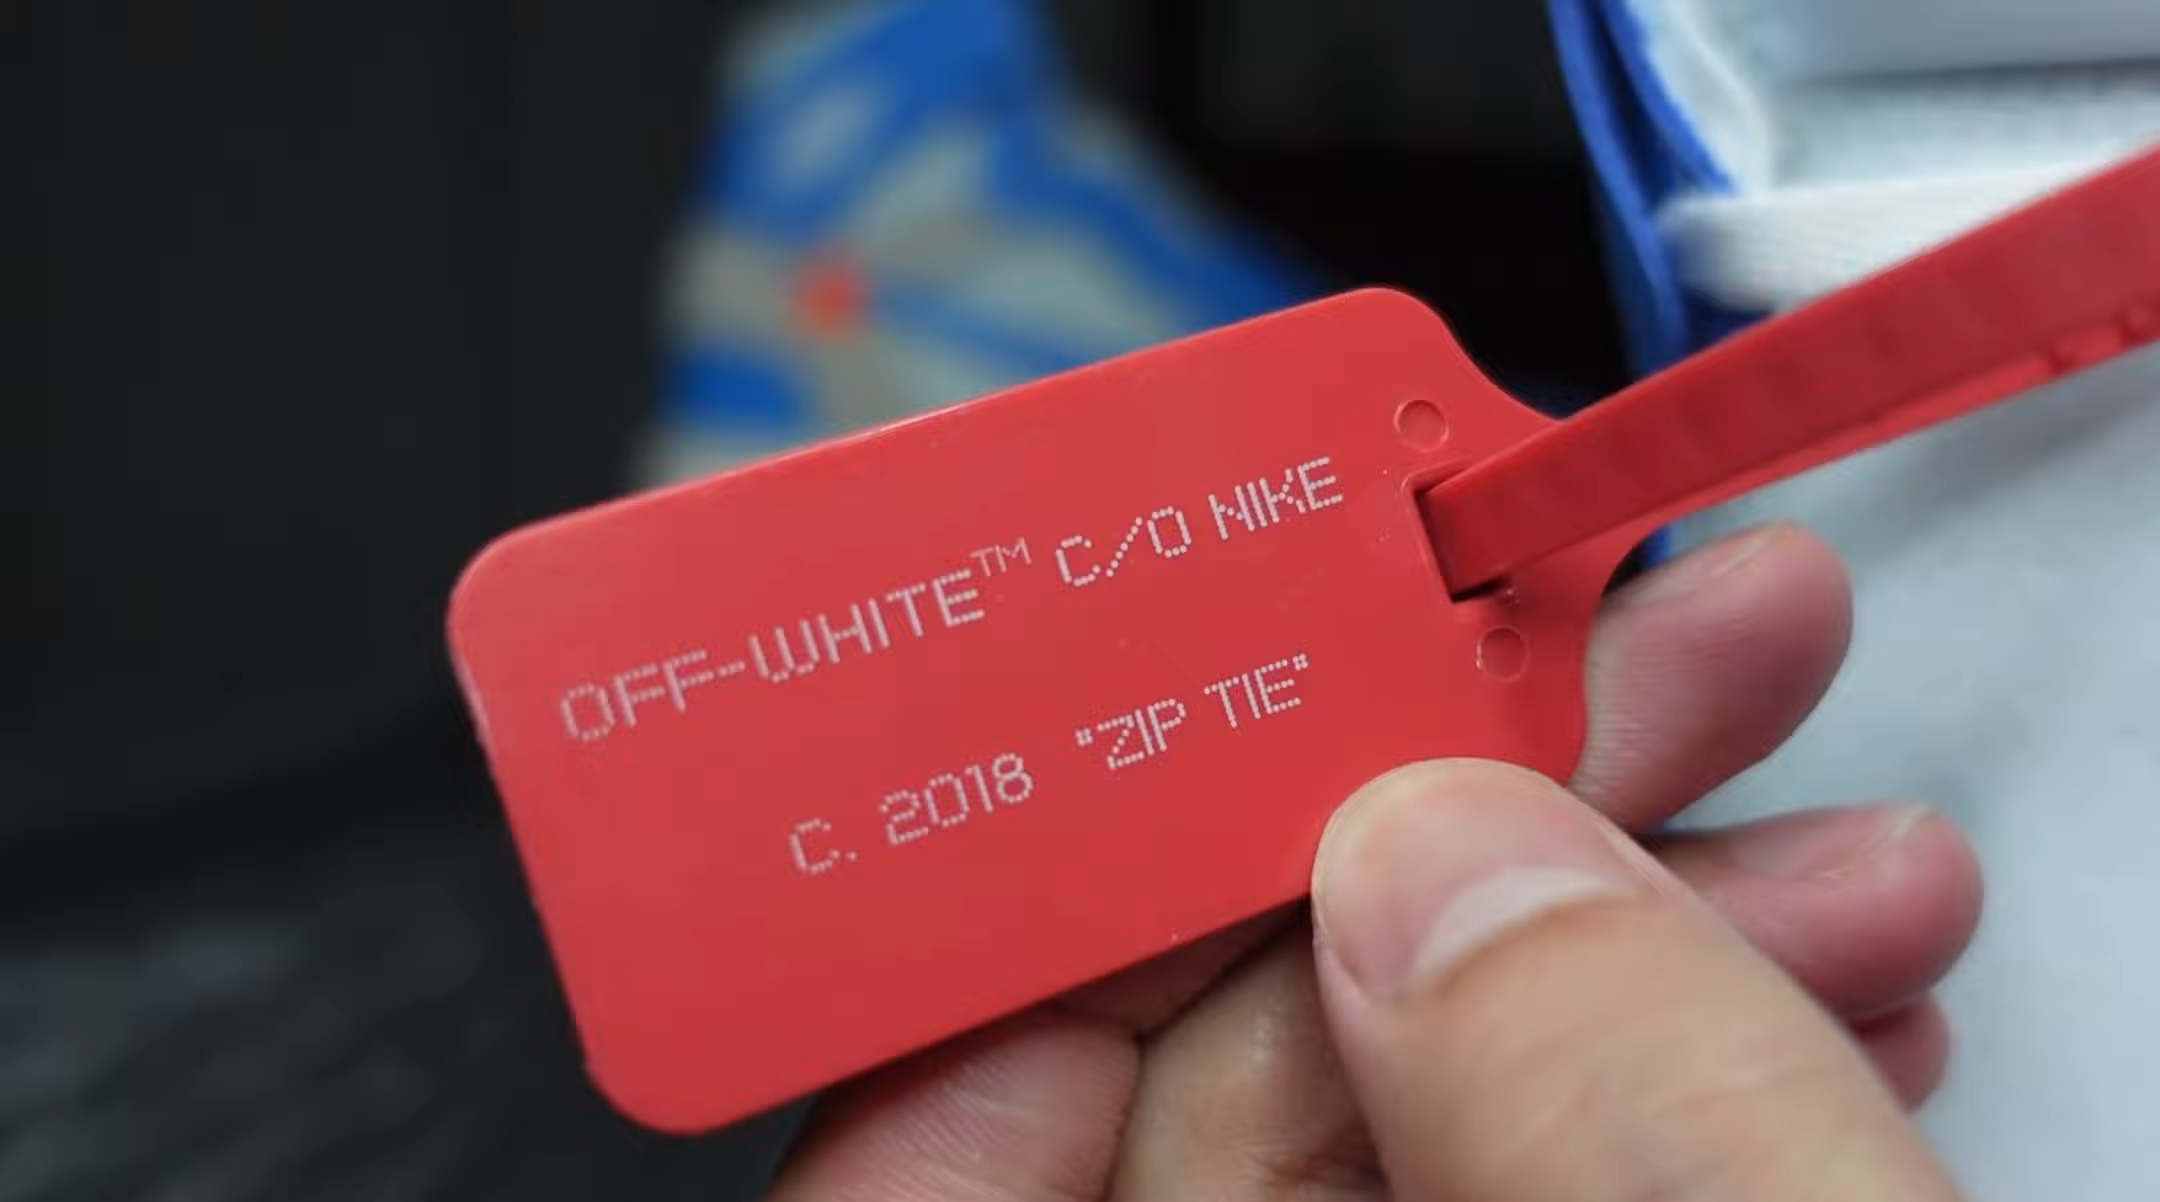 OFF-WHITE™ C/O NIKE
C. 2018 "ZIP TIE"